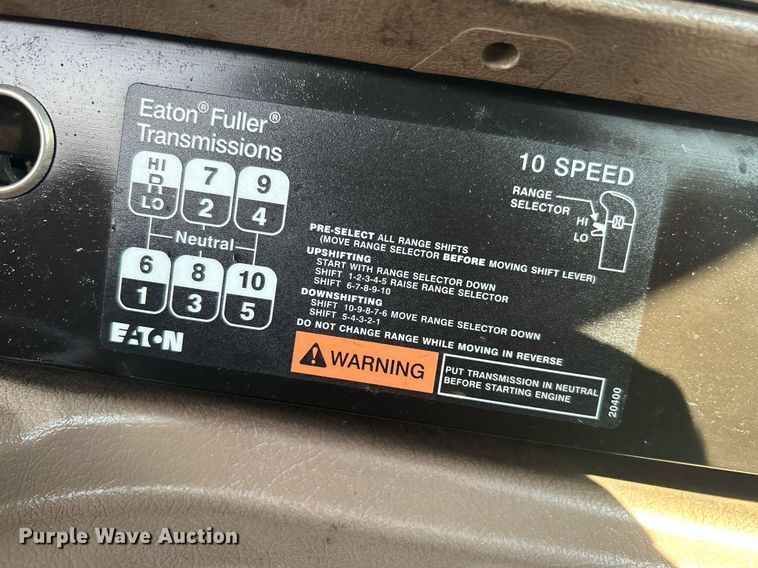 Eaton® Fuller®
Transmissions
10 SPEED
HI
R
LO
7
2
9
4
Neutral
6
1
8
3
10
5
EATON
RANGE
SELECTOR
HI
LO
PRE-SELECT ALL RANGE SHIFTS
(MOVE RANGE SELECTOR BEFORE MOVING SHIFT LEVER)
UPSHIFTING
START WITH RANGE SELECTOR DOWN
SHIFT 1-2-3-4-5 RAISE RANGE SELECTOR
SHIFT 6-7-8-9-10
DOWNSHIFTING
SHIFT 10-9-8-7-6 MOVE RANGE SELECTOR DOWN
SHIFT 5-4-3-2-1
DO NOT CHANGE RANGE WHILE MOVING IN REVERSE
WARNING
PUT TRANSMISSION IN NEUTRAL
BEFORE STARTING ENGINE
20400
Purple Wave Auction